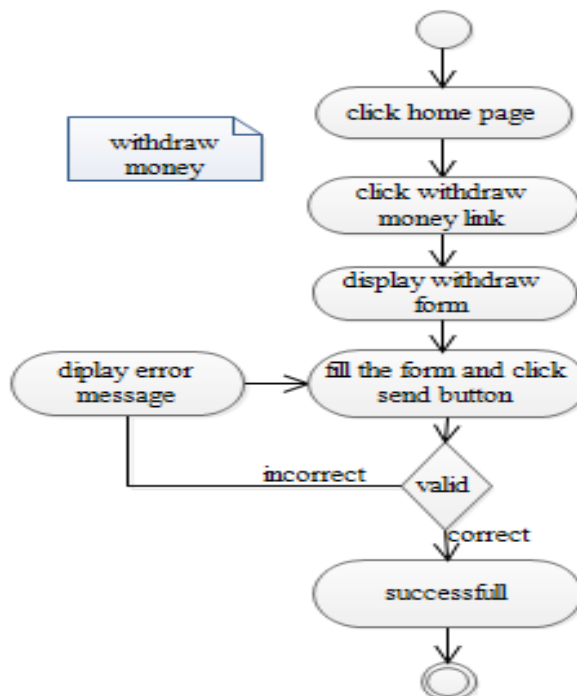 click home page
withdraw
money
click withdraw
money link
display withdraw
form
diplay error
message
fill the form and click
send button
incorrect
valid
correct
successfull